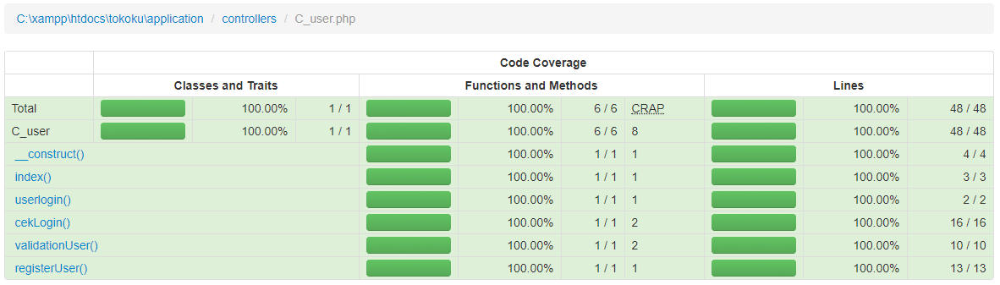 C:\xampp\htdocs\tokoku\application / controllers / C_user.php
Code Coverage
Classes and Traits Functions and Methods Lines
Total 100.00% 1 / 1 100.00% 6 / 6 CRAP 100.00% 48 / 48
C_user 100.00% 1 / 1 100.00% 6 / 6 8 100.00% 48 / 48
__construct() 100.00% 1 / 1 1 100.00% 4 / 4
index() 100.00% 1 / 1 1 100.00% 3 / 3
userlogin() 100.00% 1 / 1 1 100.00% 2 / 2
cekLogin() 100.00% 1 / 1 2 100.00% 16 / 16
validationUser() 100.00% 1 / 1 2 100.00% 10 / 10
registerUser() 100.00% 1 / 1 1 100.00% 13 / 13